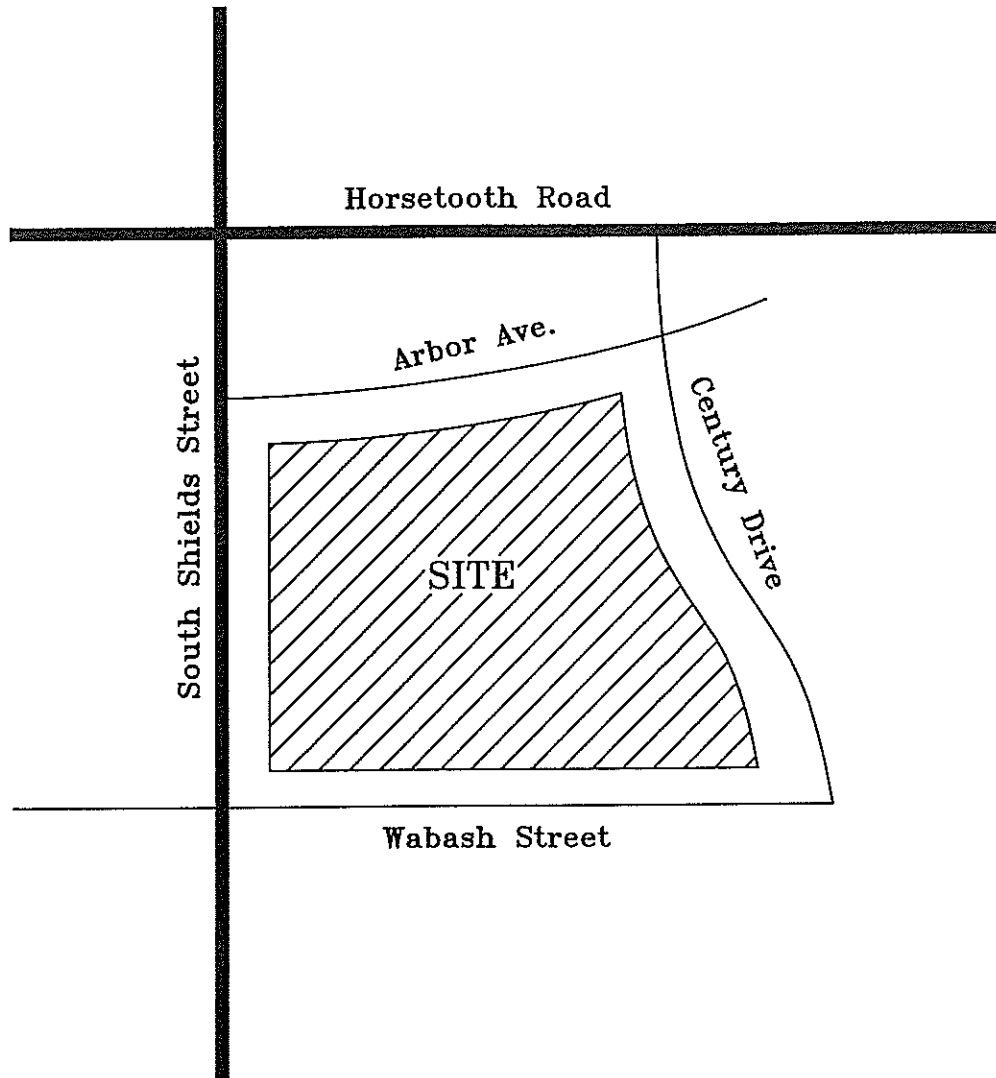 Horsetooth Road
Arbor Ave.
South Shields Street
Century Drive
SITE
Wabash Street